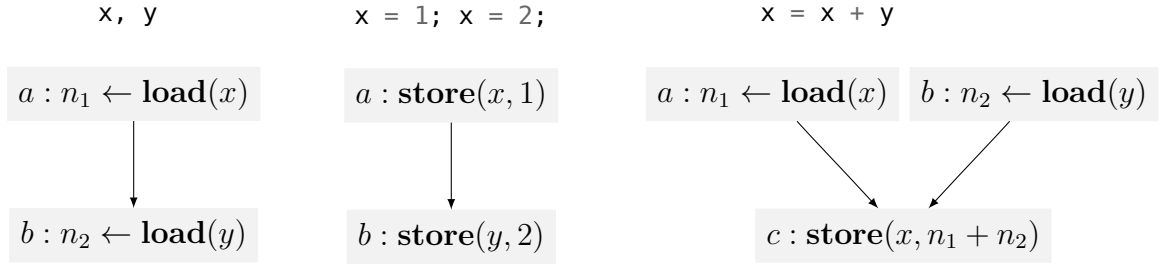 x, y
x = 1; x = 2;
x = x + y
a : n₁ ← load(x)
a : store(x, 1)
a : n₁ ← load(x)
b : n₂ ← load(y)
b : n₂ ← load(y)
b : store(y, 2)
c : store(x, n₁ + n₂)